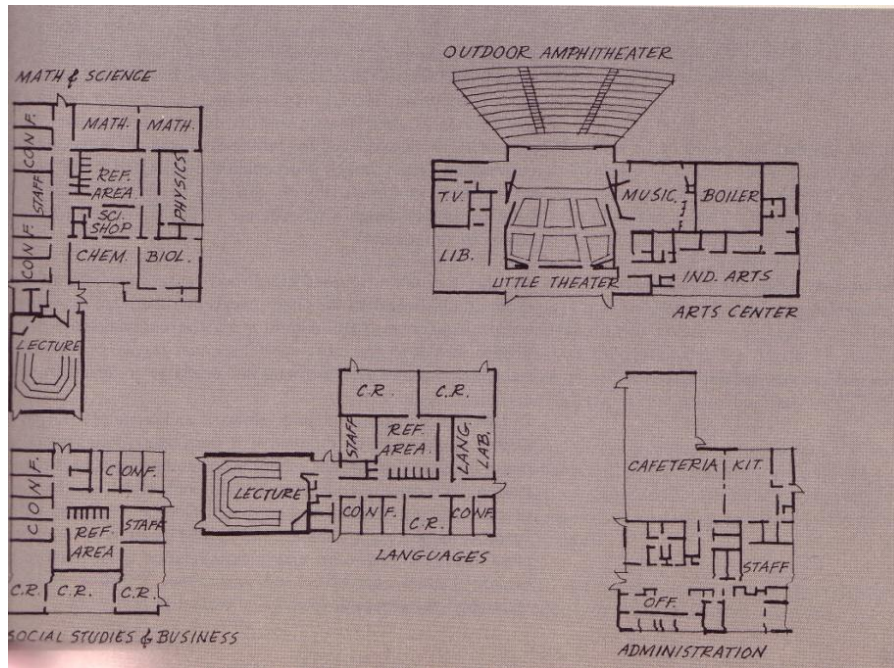 MATH & SCIENCE
CONF.
MATH.
MATH.
STAFF
REF.
AREA
PHYSICS
SCI.
SHOP
CONF.
CHEM.
BIOL.
LECTURE
OUTDOOR AMPHITHEATER
T.V.
MUSIC.
BOILER
LIB.
LITTLE THEATER
IND. ARTS
ARTS CENTER
CONF.
CONF.
REF.
AREA
STAFF
C.R.
C.R.
C.R.
SOCIAL STUDIES & BUSINESS
C.R.
C.R.
STAFF
REF.
AREA.
LANG.
LAB.
LECTURE
CONF.
C.R.
CONF.
LANGUAGES
CAFETERIA
KIT.
STAFF
OFF.
ADMINISTRATION